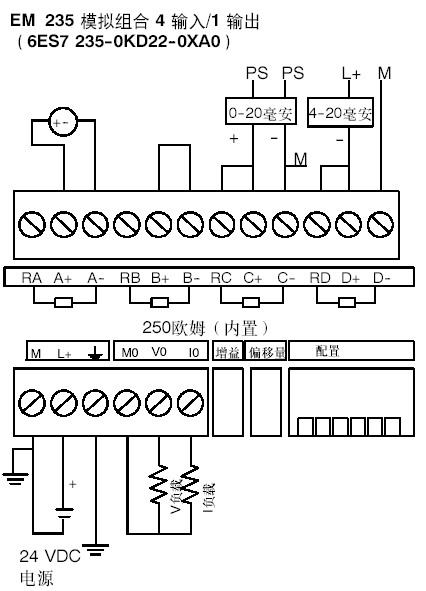 EM 235 模拟组合 4 输入/1 输出
(6ES7 235-0KD22-0XA0)
PS PS L+ M
0-20毫安 4-20毫安
+ - -
+-
M
RA A+ A- RB B+ B- RC C+ C- RD D+ D-
250欧姆(内置)
M L+ M0 V0 I0 增益 偏移量 配置
+
V负载
I负载
24 VDC
电源